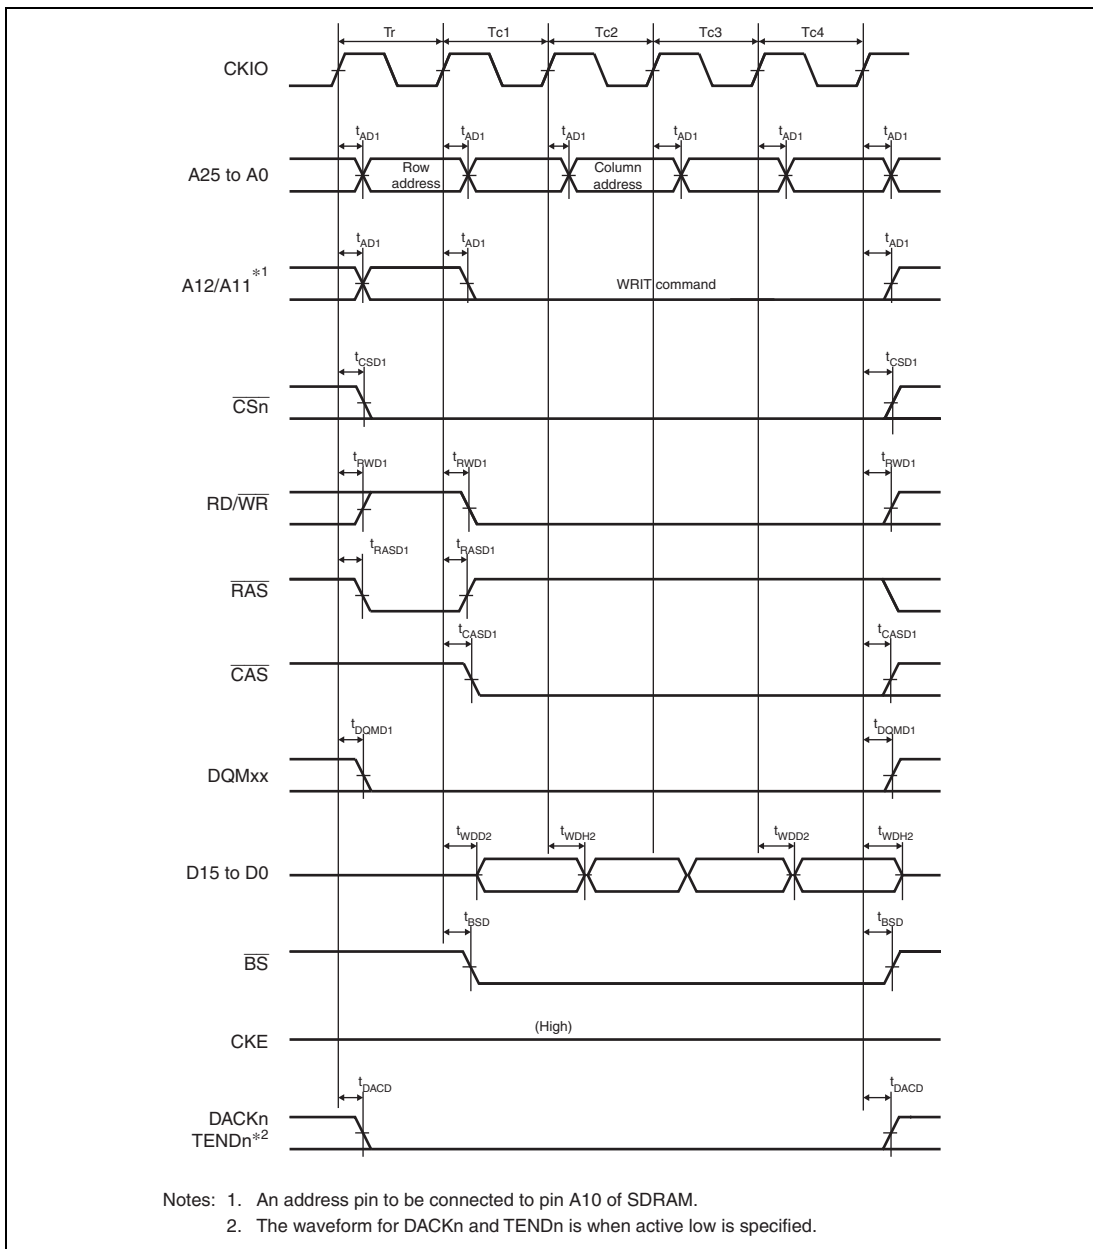 Tr Tc1 Tc2 Tc3 Tc4
CKIO
tAD1 tAD1 tAD1 tAD1 tAD1 tAD1
A25 to A0
Row address
Column address
tAD1 tAD1 tAD1
A12/A11*1
WRIT command
tCSD1 tCSD1
CSn
tRWD1 tRWD1 tRWD1
RD/WR
tRASD1 tRASD1
RAS
tCASD1 tCASD1
CAS
tDQMD1 tDQMD1
DQMxx
tWDD2 tWDH2 tWDD2 tWDH2
D15 to D0
tBSD tBSD
BS
(High)
CKE
tDACD tDACD
DACKn
TENDn*2
Notes: 1. An address pin to be connected to pin A10 of SDRAM.
2. The waveform for DACKn and TENDn is when active low is specified.